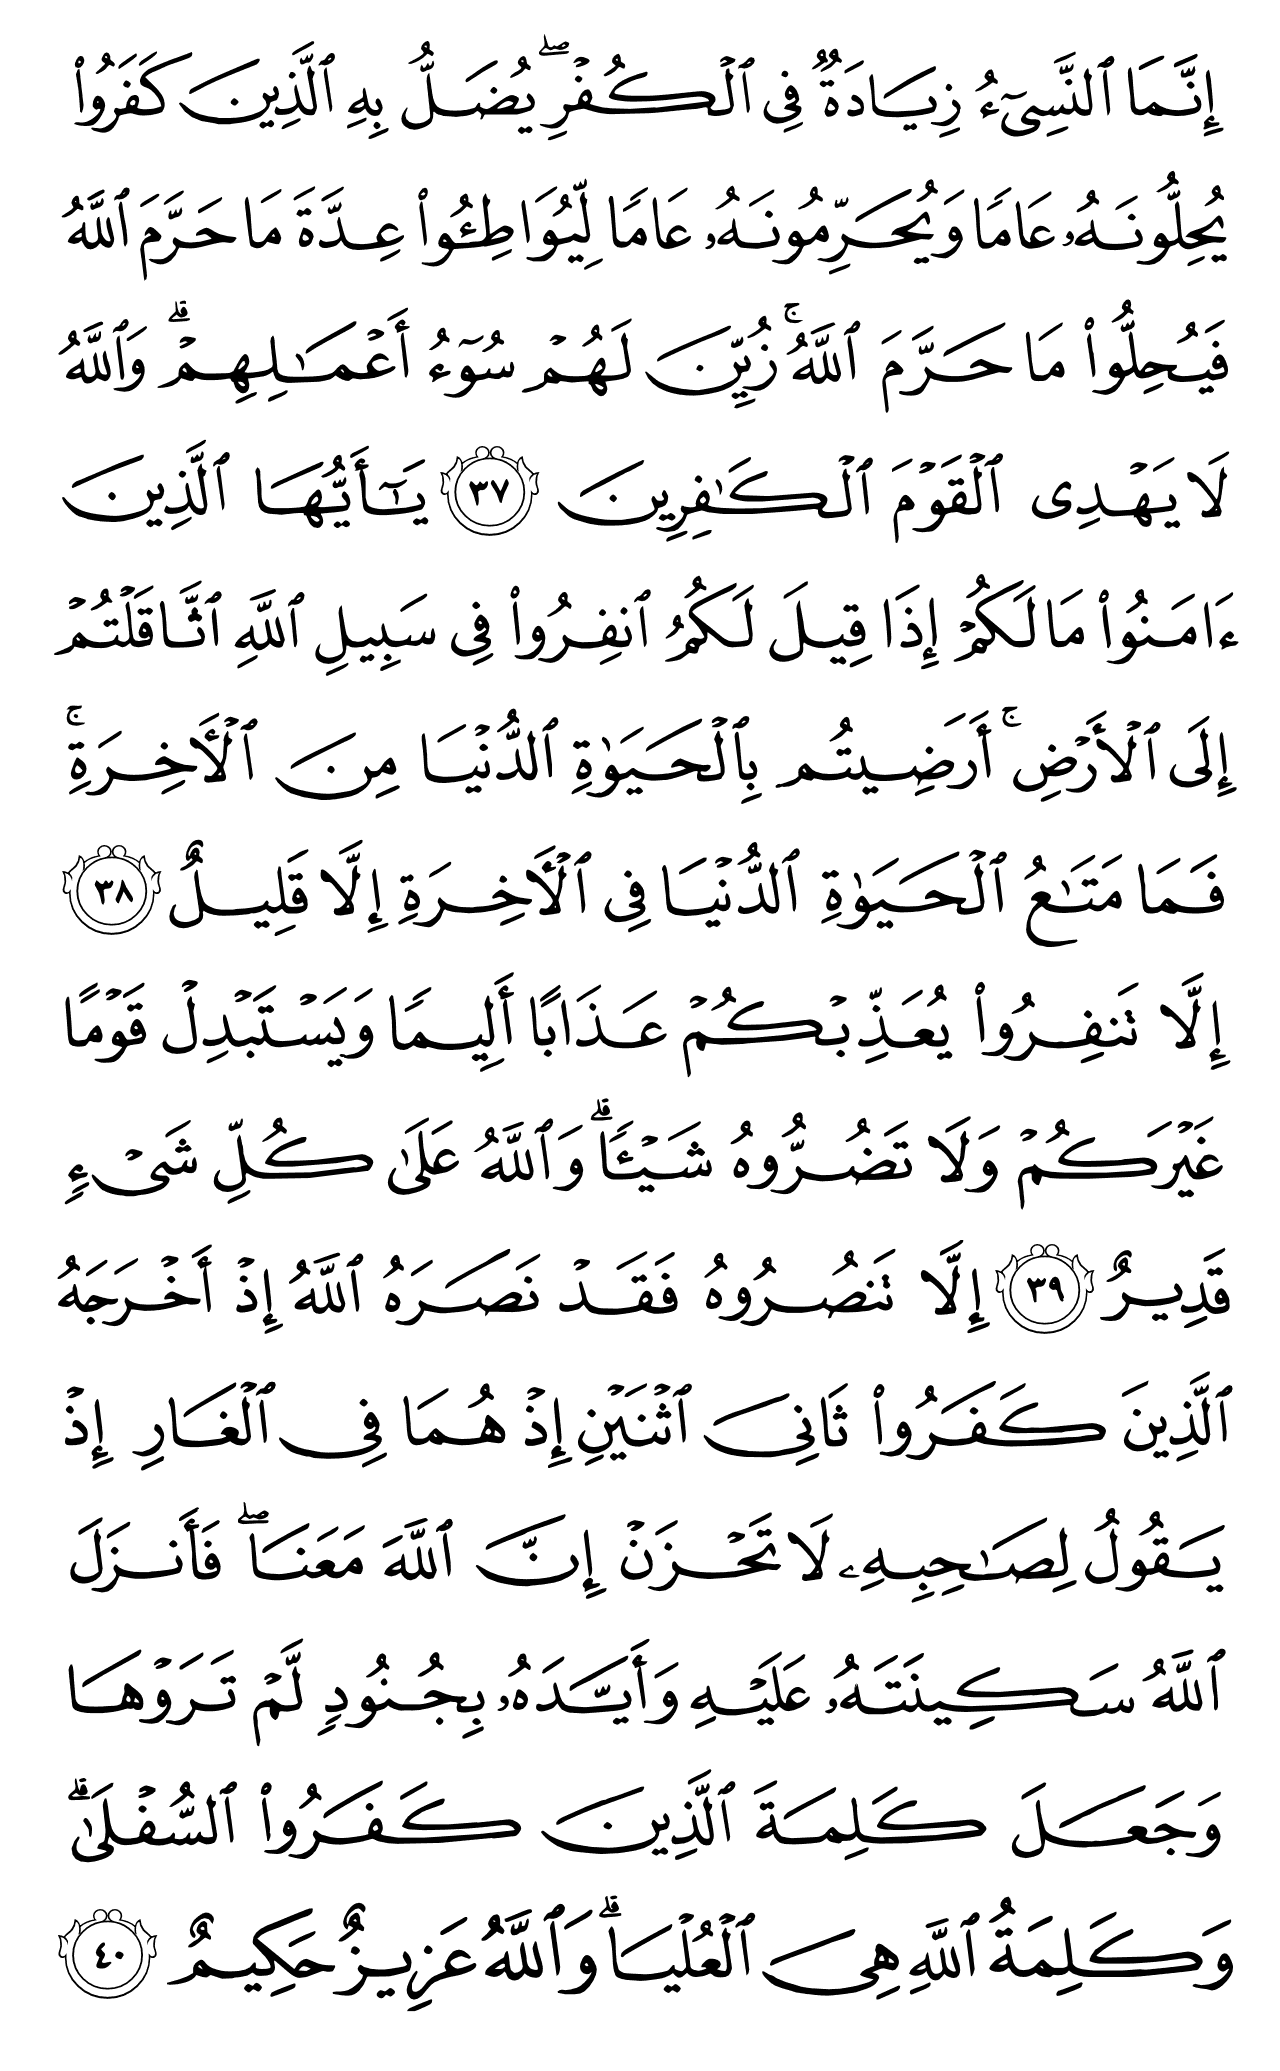 إِنَّمَا ٱلنَّسِىٓءُ زِيَادَةٌ فِى ٱلْكُفْرِ ۖ يُضَلُّ بِهِ ٱلَّذِينَ كَفَرُوا۟
يُحِلُّونَهُۥ عَامًا وَيُحَرِّمُونَهُۥ عَامًا لِّيُوَاطِـُٔوا۟ عِدَّةَ مَا حَرَّمَ ٱللَّهُ
فَيُحِلُّوا۟ مَا حَرَّمَ ٱللَّهُ ۚ زُيِّنَ لَهُمْ سُوٓءُ أَعْمَـٰلِهِمْ ۗ وَٱللَّهُ
لَا يَهْدِى ٱلْقَوْمَ ٱلْكَـٰفِرِينَ ٣٧ يَـٰٓأَيُّهَا ٱلَّذِينَ
ءَامَنُوا۟ مَا لَكُمْ إِذَا قِيلَ لَكُمُ ٱنفِرُوا۟ فِى سَبِيلِ ٱللَّهِ ٱثَّاقَلْتُمْ
إِلَى ٱلْأَرْضِ ۚ أَرَضِيتُم بِٱلْحَيَوٰةِ ٱلدُّنْيَا مِنَ ٱلْـَٔاخِرَةِ ۚ
فَمَا مَتَـٰعُ ٱلْحَيَوٰةِ ٱلدُّنْيَا فِى ٱلْـَٔاخِرَةِ إِلَّا قَلِيلٌ ٣٨
إِلَّا تَنفِرُوا۟ يُعَذِّبْكُمْ عَذَابًا أَلِيمًا وَيَسْتَبْدِلْ قَوْمًا
غَيْرَكُمْ وَلَا تَضُرُّوهُ شَيْـًٔا ۗ وَٱللَّهُ عَلَىٰ كُلِّ شَىْءٍ
قَدِيرٌ ٣٩ إِلَّا تَنصُرُوهُ فَقَدْ نَصَرَهُ ٱللَّهُ إِذْ أَخْرَجَهُ
ٱلَّذِينَ كَفَرُوا۟ ثَانِىَ ٱثْنَيْنِ إِذْ هُمَا فِى ٱلْغَارِ إِذْ
يَقُولُ لِصَـٰحِبِهِۦ لَا تَحْزَنْ إِنَّ ٱللَّهَ مَعَنَا ۖ فَأَنزَلَ
ٱللَّهُ سَكِينَتَهُۥ عَلَيْهِ وَأَيَّدَهُۥ بِجُنُودٍ لَّمْ تَرَوْهَا
وَجَعَلَ كَلِمَةَ ٱلَّذِينَ كَفَرُوا۟ ٱلسُّفْلَىٰ ۗ
وَكَلِمَةُ ٱللَّهِ هِىَ ٱلْعُلْيَا ۗ وَٱللَّهُ عَزِيزٌ حَكِيمٌ ٤٠